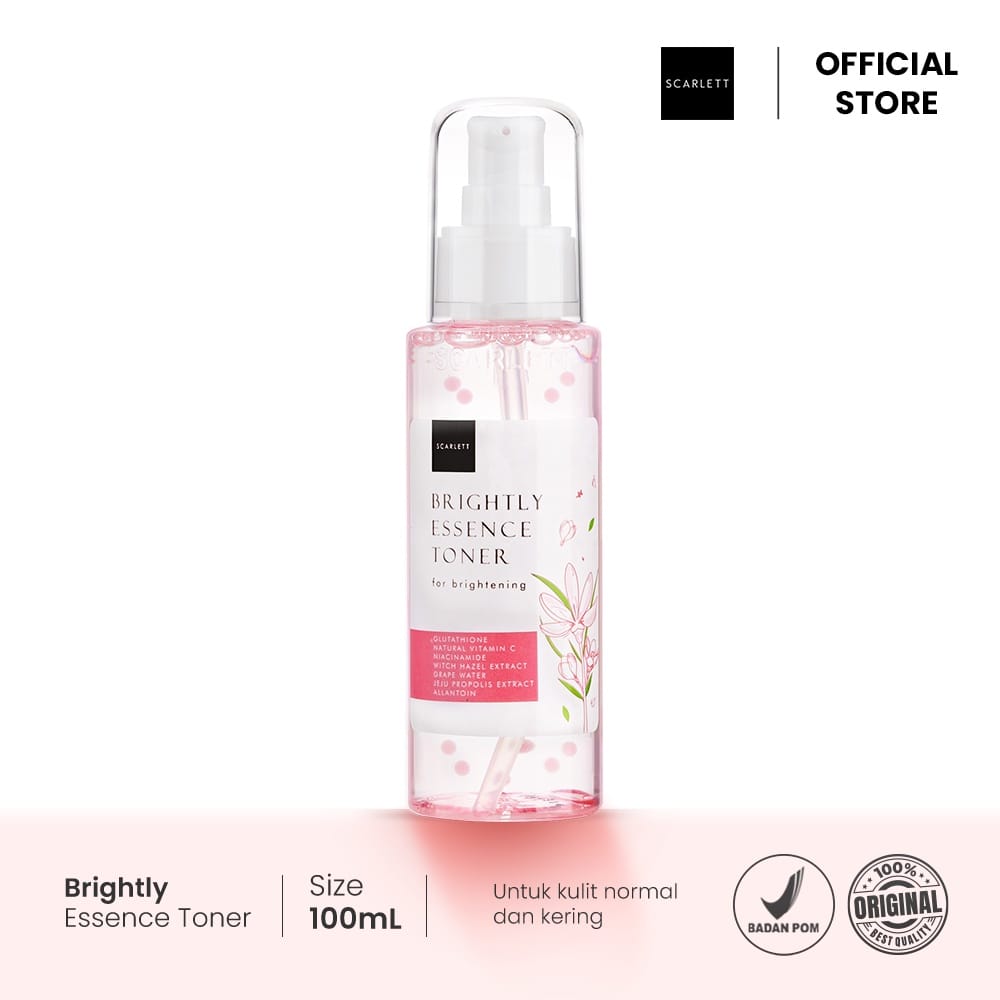 SCARLETT
OFFICIAL
STORE
SCARLETT
SCARLETT
BRIGHTLY
ESSENCE
TONER
for brightening
GLUTATHIONE
NATURAL VITAMIN C
NIACINAMIDE
WITCH HAZEL EXTRACT
GRAPE WATER
JEJU PROPOLIS EXTRACT
ALLANTOIN
Brightly
Essence Toner
Size
100mL
Untuk kulit normal
dan kering
BADAN POM
100%
ORIGINAL
BEST QUALITY